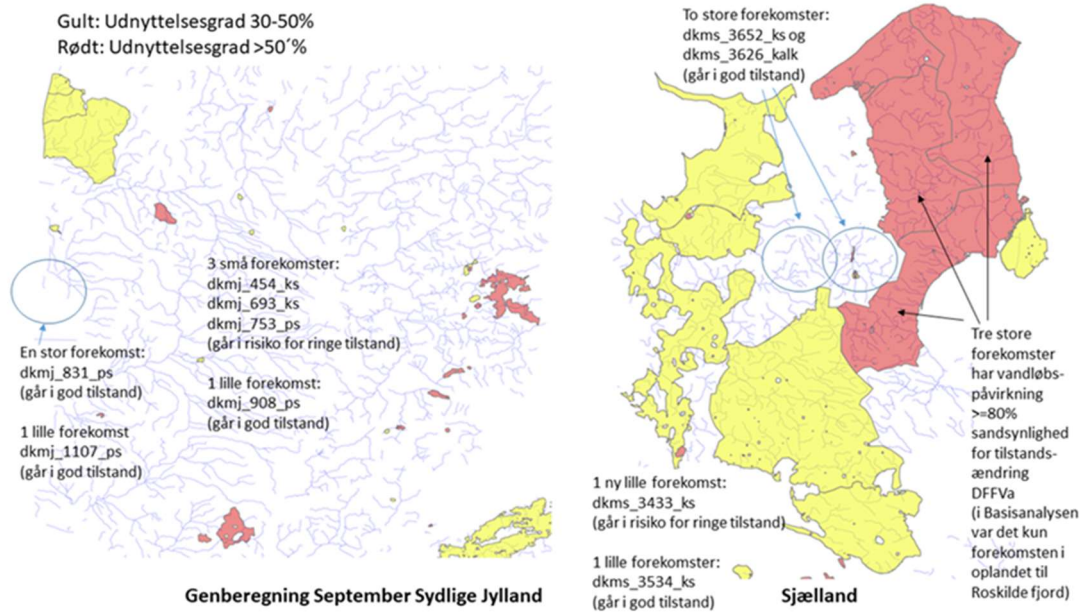 Gult: Udnyttelsesgrad 30-50%
Rødt: Udnyttelsesgrad >50´%
3 små forekomster:
dkmj_454_ks
dkmj_693_ks
dkmj_753_ps
(går i risiko for ringe tilstand)
1 lille forekomst:
dkmj_908_ps
(går i god tilstand)
En stor forekomst:
dkmj_831_ps
(går i god tilstand)
1 lille forekomst
dkmj_1107_ps
(går i god tilstand)
Genberegning September Sydlige Jylland
To store forekomster:
dkms_3652_ks og
dkms_3626_kalk
(går i god tilstand)
Tre store
forekomster
har vandløbs-
påvirkning
>=80%
sandsynlighed
for tilstands-
ændring
DFFVa
(i Basisanalysen
var det kun
forekomsten i
oplandet til
Roskilde fjord)
1 ny lille forekomst:
dkms_3433_ks
(går i risiko for ringe tilstand)
1 lille forekomst:
dkms_3534_ks
(går i god tilstand)
Sjælland